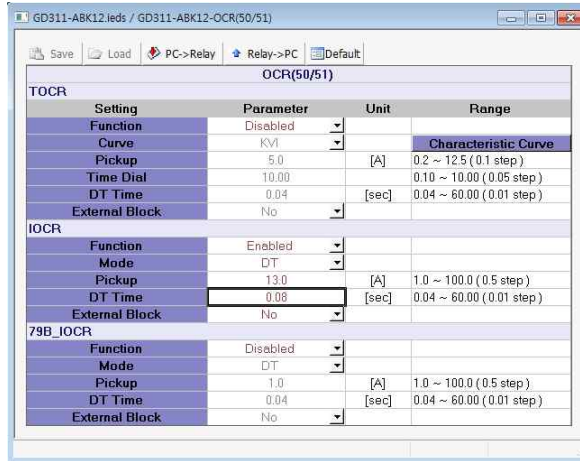 GD311-ABK12.ieds / GD311-ABK12-OCR(50/51)
Save Load PC->Relay Relay->PC Default
OCR(50/51)
TOCR
Setting Parameter Unit Range
Function Disabled
Curve KVI Characteristic Curve
Pickup 5.0 [A] 0.2 ~ 12.5 ( 0.1 step )
Time Dial 10.00 0.10 ~ 10.00 ( 0.05 step )
DT Time 0.04 [sec] 0.04 ~ 60.00 ( 0.01 step )
External Block No
IOCR
Function Enabled
Mode DT
Pickup 13.0 [A] 1.0 ~ 100.0 ( 0.5 step )
DT Time 0.08 [sec] 0.04 ~ 60.00 ( 0.01 step )
External Block No
79B_IOCR
Function Disabled
Mode DT
Pickup 1.0 [A] 1.0 ~ 100.0 ( 0.5 step )
DT Time 0.04 [sec] 0.04 ~ 60.00 ( 0.01 step )
External Block No